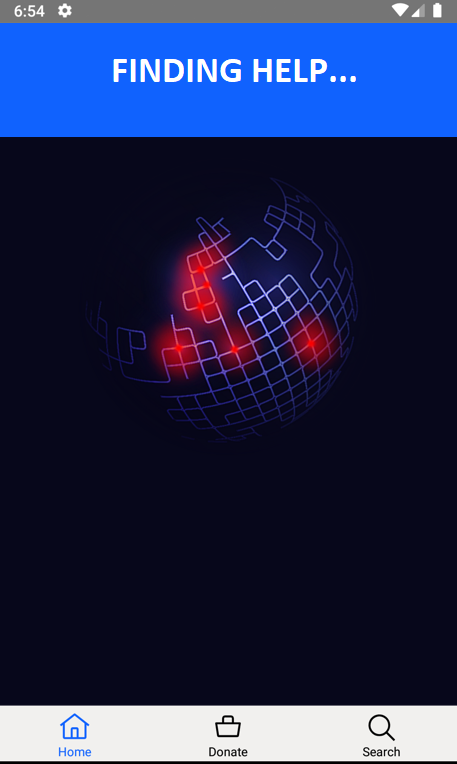 6:54
FINDING HELP...
Home
Donate
Search